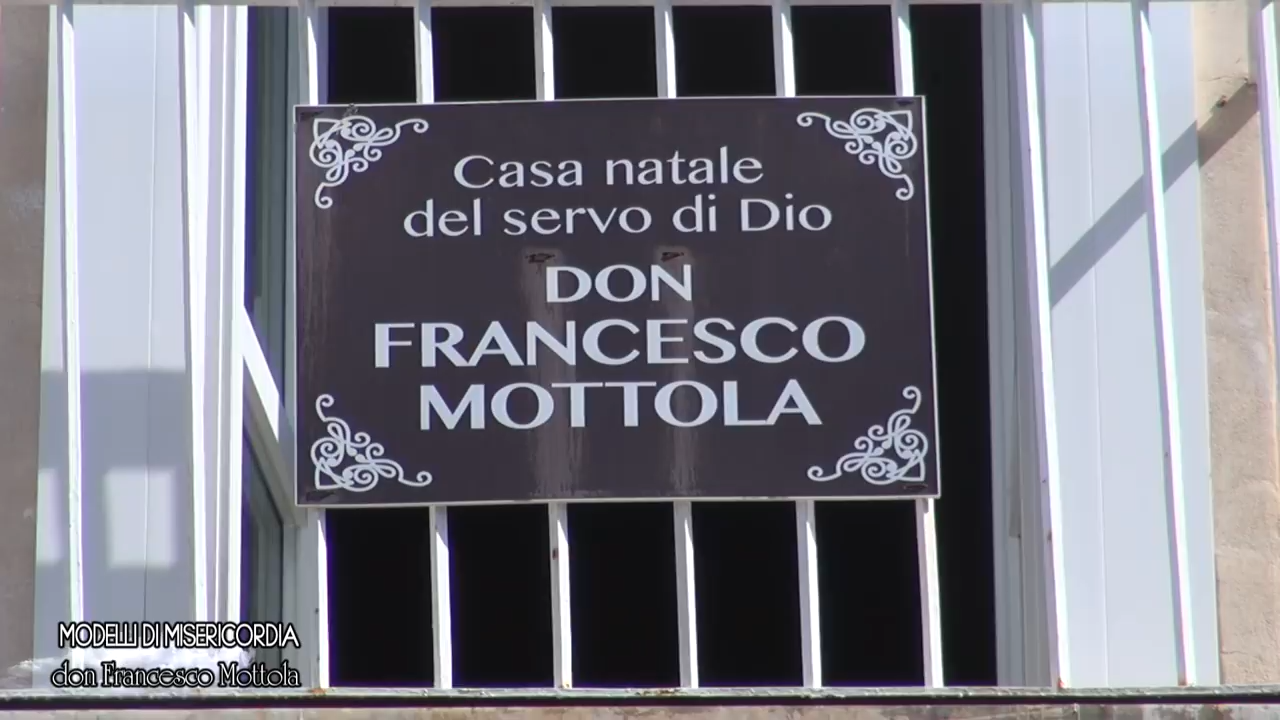 Casa natale
del servo di Dio
DON
FRANCESCO
MOTTOLA
MODELLI DI MISERICORDIA
don Francesco Mottola